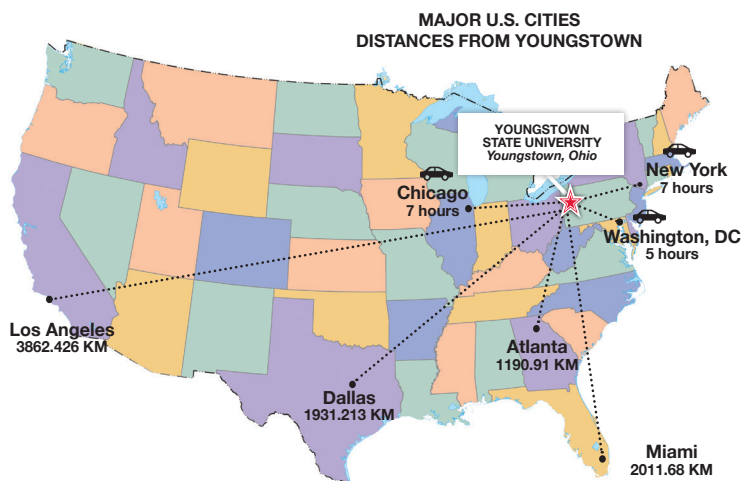 MAJOR U.S. CITIES
DISTANCES FROM YOUNGSTOWN
YOUNGSTOWN
STATE UNIVERSITY
Youngstown, Ohio
New York
7 hours
Chicago
7 hours
Washington, DC
5 hours
Los Angeles
3862.426 KM
Atlanta
1190.91 KM
Dallas
1931.213 KM
Miami
2011.68 KM